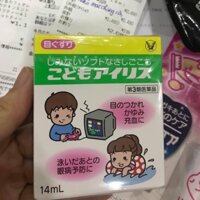 目ぐすり
しみないソフトなさしごこち
こどもアイリス
第3類医薬品
目のつかれ
かゆみ
充血に
泳いだあとの
眼病予防に
14mL